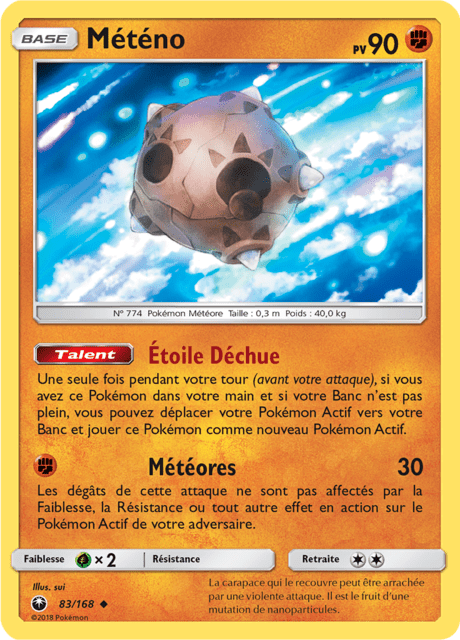 BASE Météno PV 90
N° 774 Pokémon Météore Taille : 0,3 m Poids : 40,0 kg
Talent Étoile Déchue
Une seule fois pendant votre tour (avant votre attaque), si vous
avez ce Pokémon dans votre main et si votre Banc n'est pas
plein, vous pouvez déplacer votre Pokémon Actif vers votre
Banc et jouer ce Pokémon comme nouveau Pokémon Actif.
Météores 30
Les dégâts de cette attaque ne sont pas affectés par la
Faiblesse, la Résistance ou tout autre effet en action sur le
Pokémon Actif de votre adversaire.
Faiblesse ×2 Résistance Retraite
Illus. sui
83/168
©2018 Pokémon
La carapace qui le recouvre peut être arrachée
par une violente attaque. Il est le fruit d'une
mutation de nanoparticules.